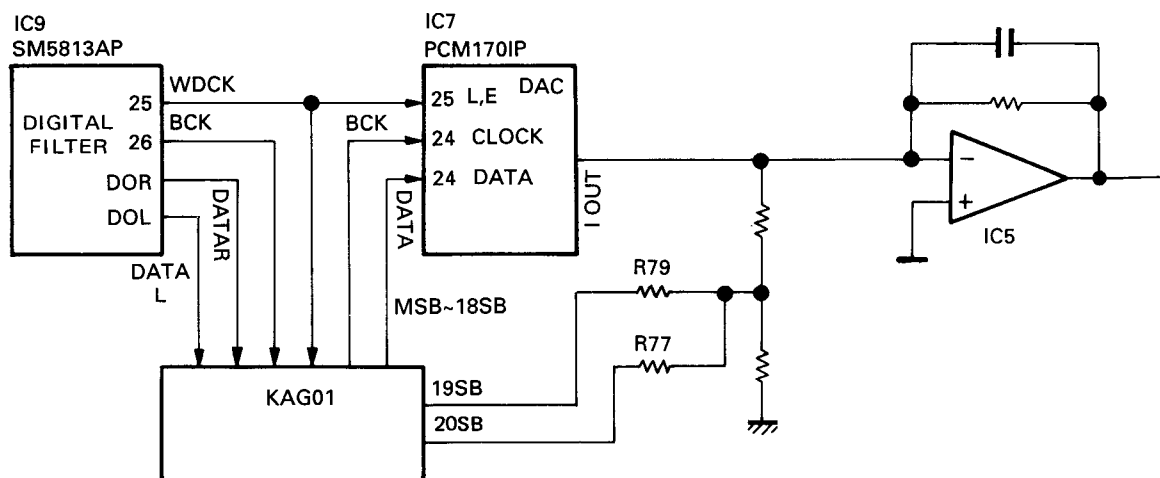 IC9
SM5813AP
WDCK
25
DIGITAL
FILTER
BCK
26
DOR
DOL
DATAR
DATA
L
IC7
PCM170IP
DAC
25 L,E
BCK
24 CLOCK
24 DATA
DATA
I OUT
MSB~18SB
KAG01
19SB
20SB
R79
R77
−
+
IC5